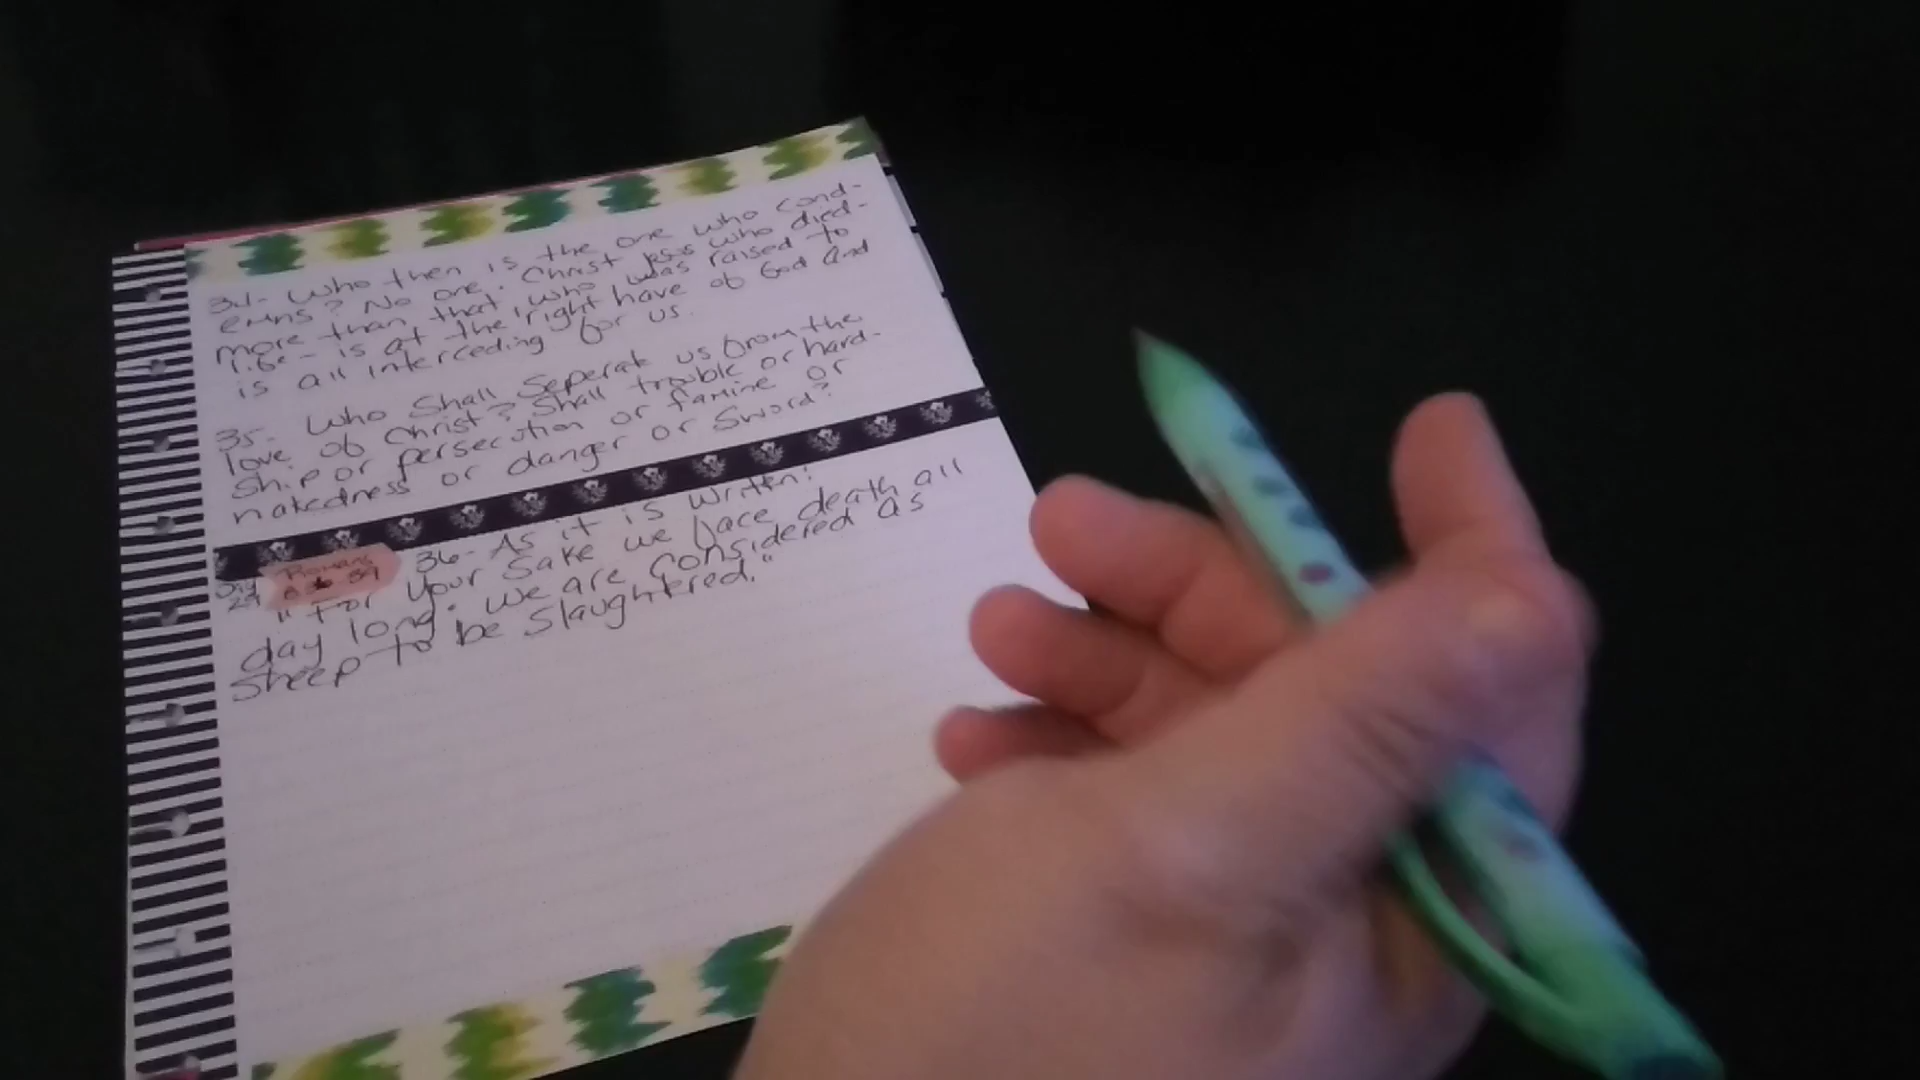 34- Who then is the one who cond-
emns? No one. Christ Jesus who died-
more than that, who was raised to
life- is at the right have of God and
is all interceding for us.
35- Who Shall Seperate us from the
love of Christ? Shall trouble or hard-
Ship or persecution or famine or
nakedness or danger or Sword?
36- As it is written:
Romans
29
"For Your Sake we face death all
day long; we are considered as
Sheep to be Slaughtered."